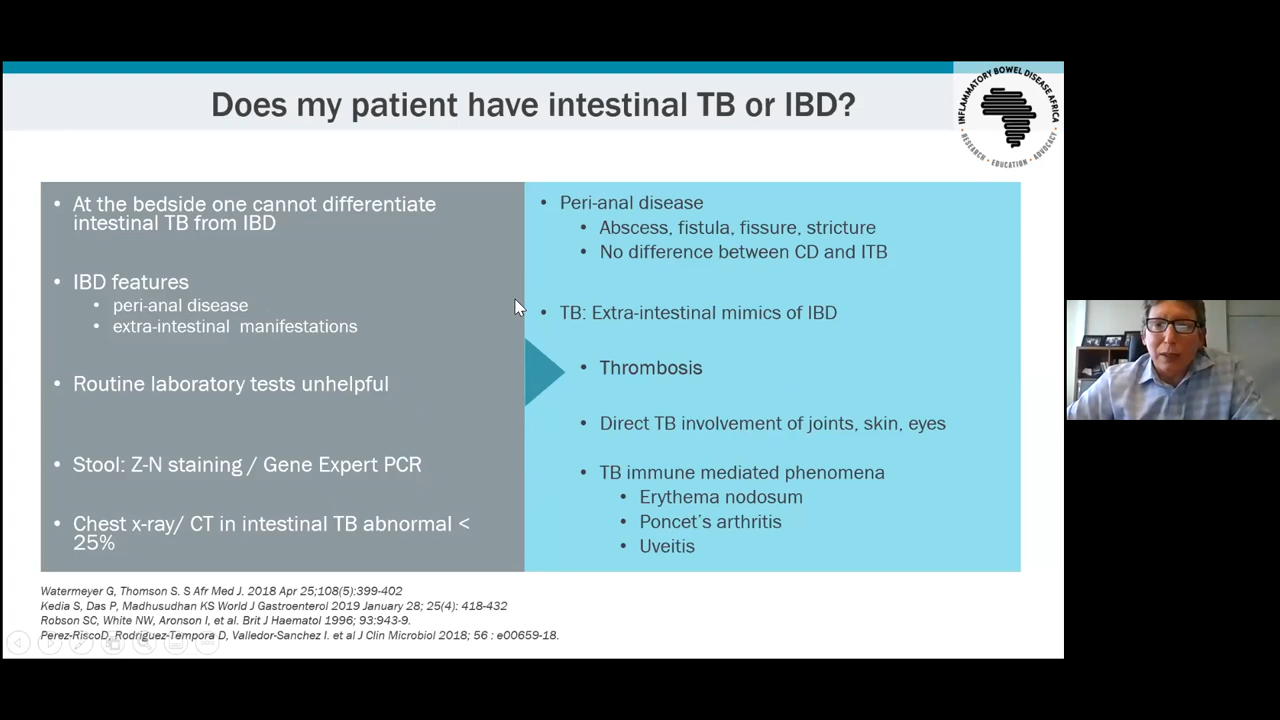 Does my patient have intestinal TB or IBD?
INFLAMMATORY BOWEL DISEASE AFRICA
RESEARCH - EDUCATION - ADVOCACY
• At the bedside one cannot differentiate
intestinal TB from IBD
• IBD features
• peri-anal disease
• extra-intestinal manifestations
• Routine laboratory tests unhelpful
• Stool: Z-N staining / Gene Expert PCR
• Chest x-ray/ CT in intestinal TB abnormal <
25%
• Peri-anal disease
• Abscess, fistula, fissure, stricture
• No difference between CD and ITB
• TB: Extra-intestinal mimics of IBD
• Thrombosis
• Direct TB involvement of joints, skin, eyes
• TB immune mediated phenomena
• Erythema nodosum
• Poncet's arthritis
• Uveitis
Watermeyer G, Thomson S. S Afr Med J. 2018 Apr 25;108(5):399-402
Kedia S, Das P, Madhusudhan KS World J Gastroenterol 2019 January 28; 25(4): 418-432
Robson SC, White NW, Aronson I, et al. Brit J Haematol 1996; 93:943-9.
Perez-RiscoD, Rodriguez-Tempora D, Valledor-Sanchez I. et al J Clin Microbiol 2018; 56 : e00659-18.